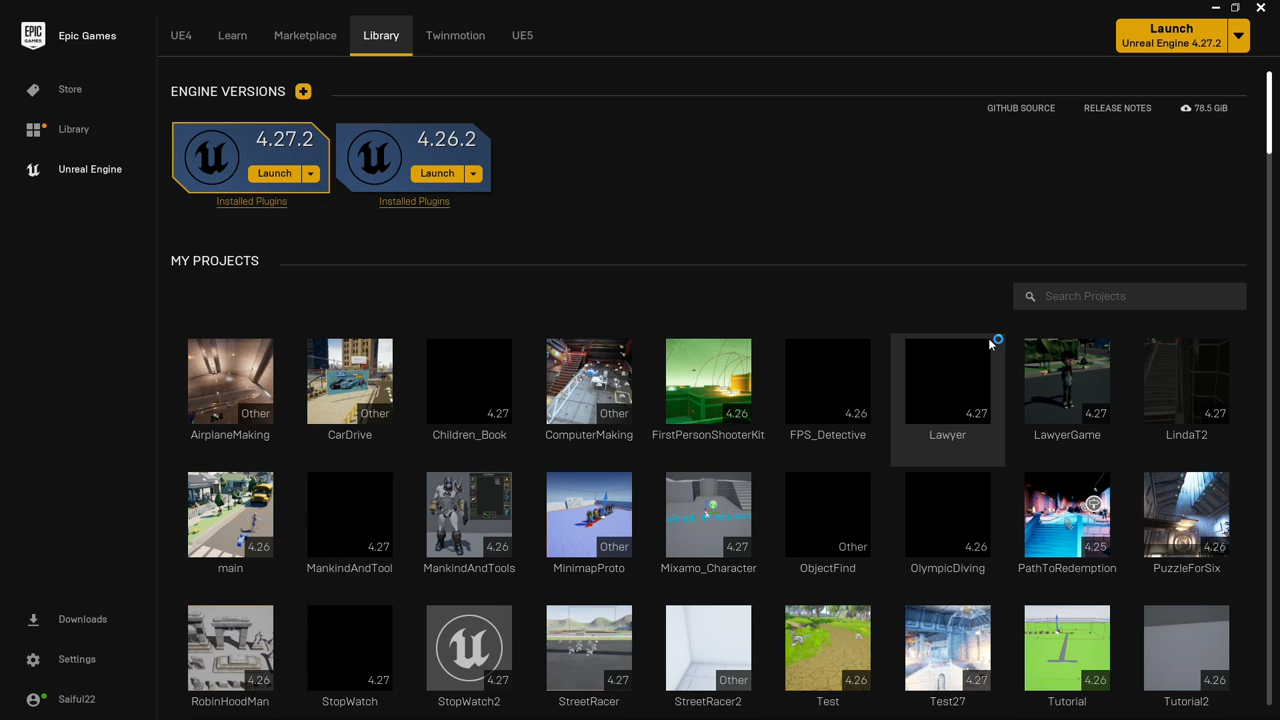 EPIC GAMES
Epic Games
UE4
Learn
Marketplace
Library
Twinmotion
UE5
Launch
Unreal Engine 4.27.2
Store
Library
Unreal Engine
ENGINE VERSIONS
GITHUB SOURCE
RELEASE NOTES
78.5 GiB
4.27.2
Launch
Installed Plugins
4.26.2
Launch
Installed Plugins
MY PROJECTS
Search Projects
Other
Other
4.27
Other
4.26
4.26
4.27
4.27
4.27
AirplaneMaking
CarDrive
Children_Book
ComputerMaking
FirstPersonShooterKit
FPS_Detective
Lawyer
LawyerGame
LindaT2
4.26
4.27
4.26
Other
4.27
Other
4.26
4.25
4.26
main
MankindAndTool
MankindAndTools
MinimapProto
Mixamo_Character
ObjectFind
OlympicDiving
PathToRedemption
PuzzleForSix
4.26
4.27
4.27
4.27
Other
4.26
4.27
4.26
4.26
RobinHoodMan
StopWatch
StopWatch2
StreetRacer
StreetRacer2
Test
Test27
Tutorial
Tutorial2
Downloads
Settings
Saiful22